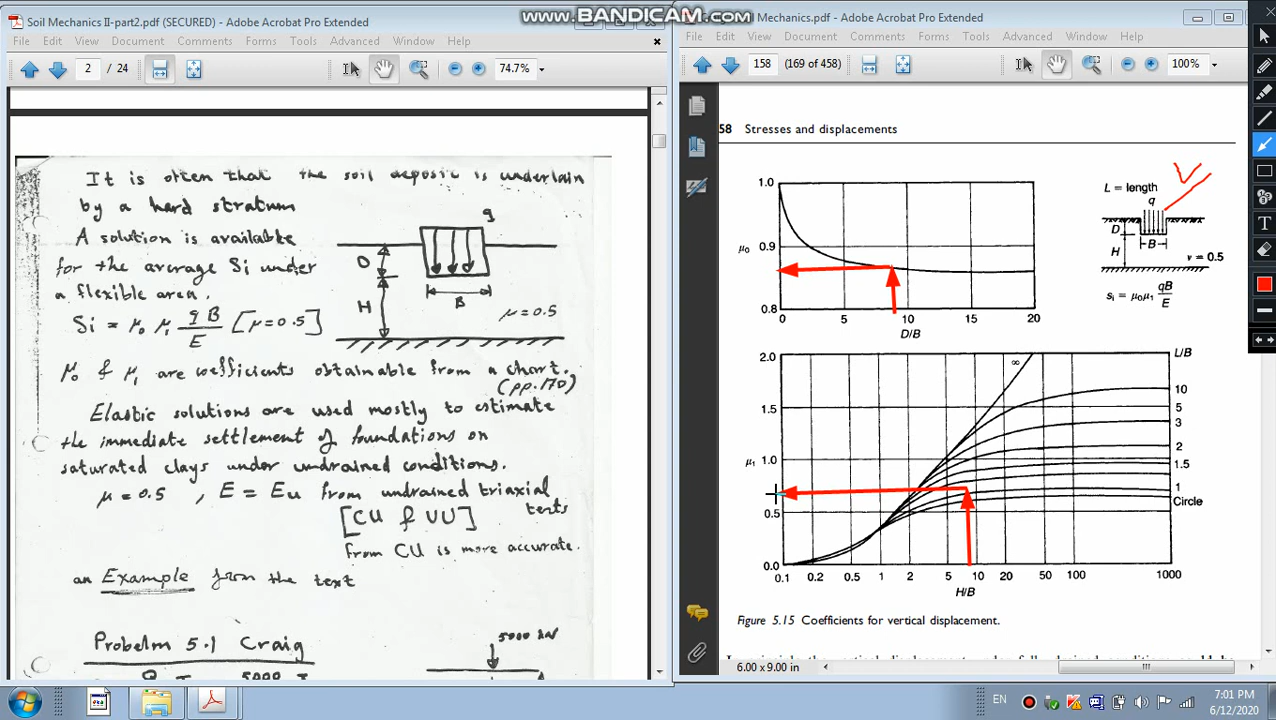 Soil Mechanics II-part2.pdf (SECURED) - Adobe Acrobat Pro Extended
www.BANDICAM.com
Mechanics.pdf - Adobe Acrobat Pro Extended
File Edit View Document Comments Forms Tools Advanced Window Help
2 / 24 74.7%
File Edit View Document Comments Forms Tools Advanced Window Help
158 (169 of 458) 100%
It is often that the soil deposit is underlain
by a hard stratum
A solution is available
for the average Si under
a flexible area.
Si = μ₀ μ₁ qB/E [μ=0.5]
q
D
H
B
μ=0.5
μ₀ & μ₁ are coefficients obtainable from a chart.
(pp.170)
Elastic solutions are used mostly to estimate
the immediate settlement of foundations on
saturated clays under undrained conditions.
μ=0.5, E = Eu from undrained triaxial
tests
[CU & UU]
from CU is more accurate.
an Example from the text
Probelm 5.1 Craig
5000 kN
58 Stresses and displacements
1.0
μ0
0.9
0.8
0 5 10 15 20
D/B
L = length
q
D
B
H
ν = 0.5
si = μ0μ1 qB/E
2.0
1.5
μ1
1.0
0.5
0.0
0.1 0.2 0.5 1 2 5 10 20 50 100 1000
H/B
∞
L/B
10
5
3
2
1.5
1
Circle
Figure 5.15 Coefficients for vertical displacement.
6.00 x 9.00 in
EN
7:01 PM
6/12/2020